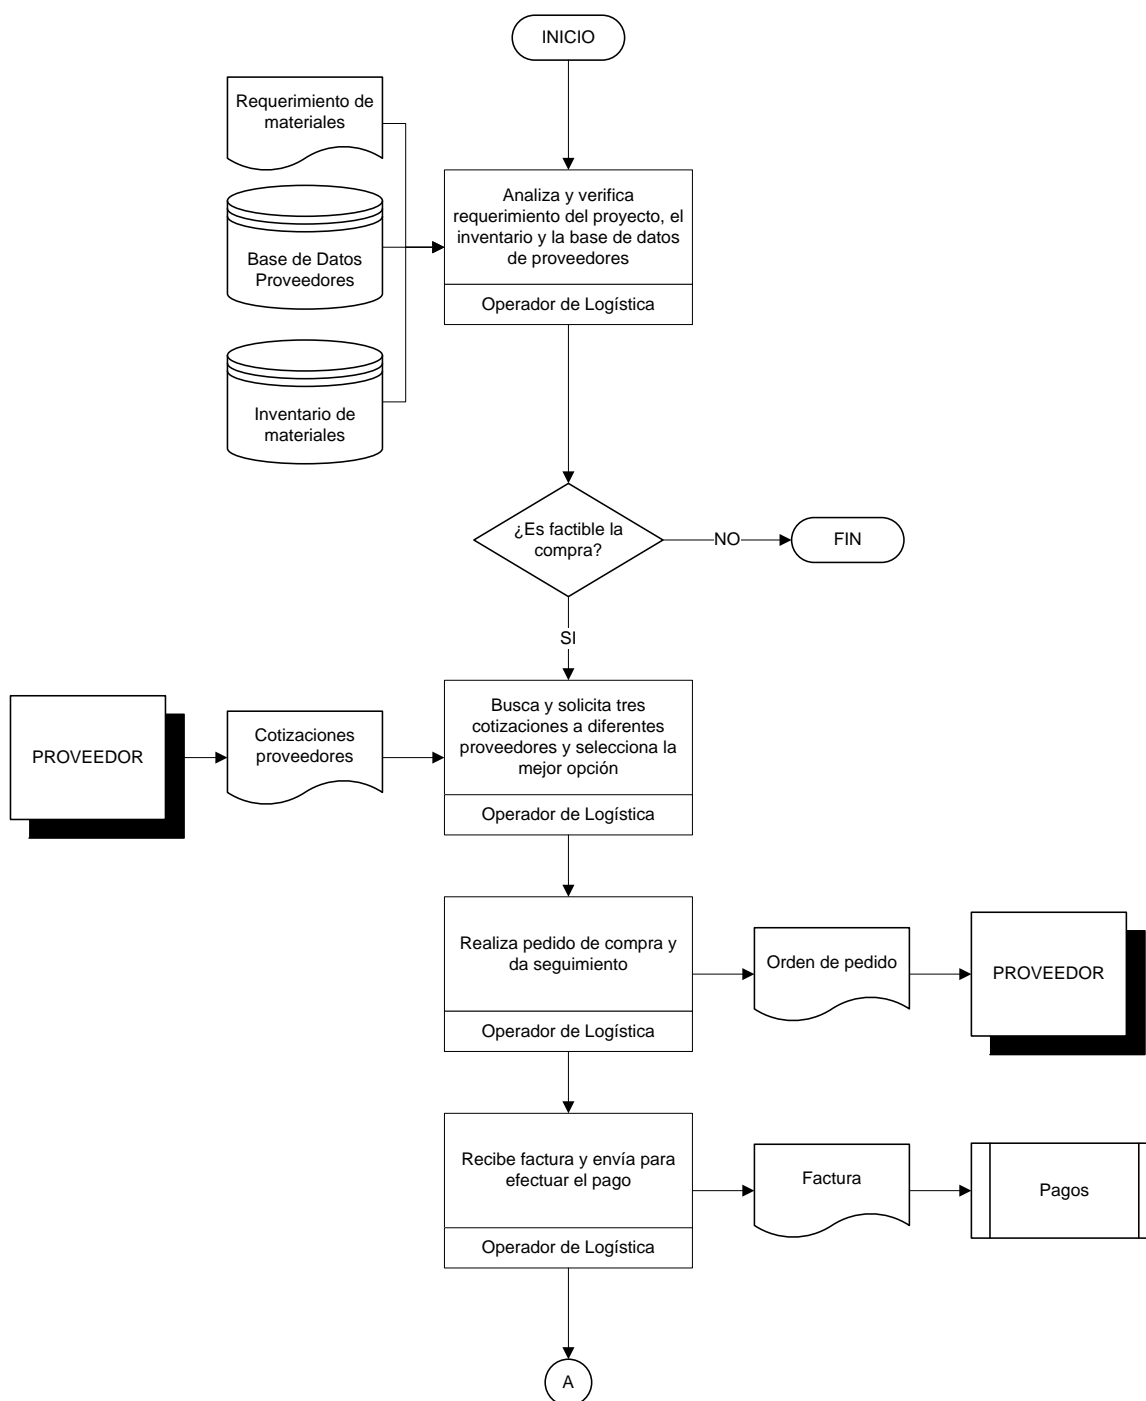 INICIO
Requerimiento de
materiales
Analiza y verifica
requerimiento del proyecto, el
inventario y la base de datos
de proveedores
Operador de Logística
Base de Datos
Proveedores
Inventario de
materiales
¿Es factible la
compra?
NO
FIN
SI
PROVEEDOR
Cotizaciones
proveedores
Busca y solicita tres
cotizaciones a diferentes
proveedores y selecciona la
mejor opción
Operador de Logística
Realiza pedido de compra y
da seguimiento
Operador de Logística
Orden de pedido
PROVEEDOR
Recibe factura y envía para
efectuar el pago
Operador de Logística
Factura
Pagos
A